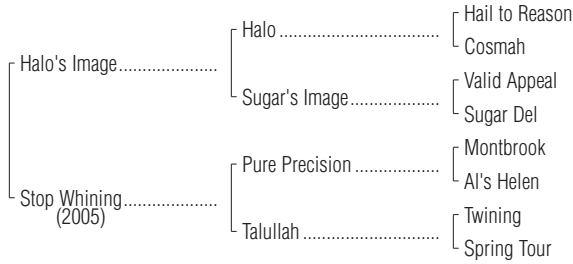 Hail to Reason
Halo
Cosmah
Halo's Image
Valid Appeal
Sugar's Image
Sugar Del
Montbrook
Pure Precision
Al's Helen
Stop Whining
(2005)
Twining
Talullah
Spring Tour